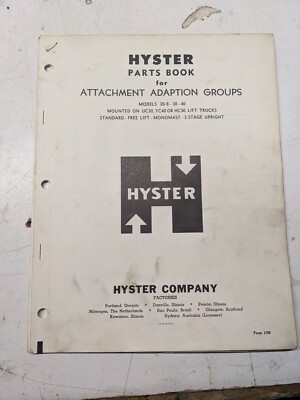 HYSTER
PARTS BOOK
for
ATTACHMENT ADAPTION GROUPS
MODELS 20-B - 30 - 40
MOUNTED ON UC30, YC40 OR HC50 LIFT TRUCKS
STANDARD - FREE LIFT - MONOMAST - 3-STAGE UPRIGHT
HYSTER
HYSTER COMPANY
FACTORIES
Portland, Oregon • Danville, Illinois • Peoria, Illinois
Nijmegen, The Netherlands • Sao Paulo, Brazil • Glasgow, Scotland
Kewanee, Illinois Sydney, Australia (Licensee)
Form